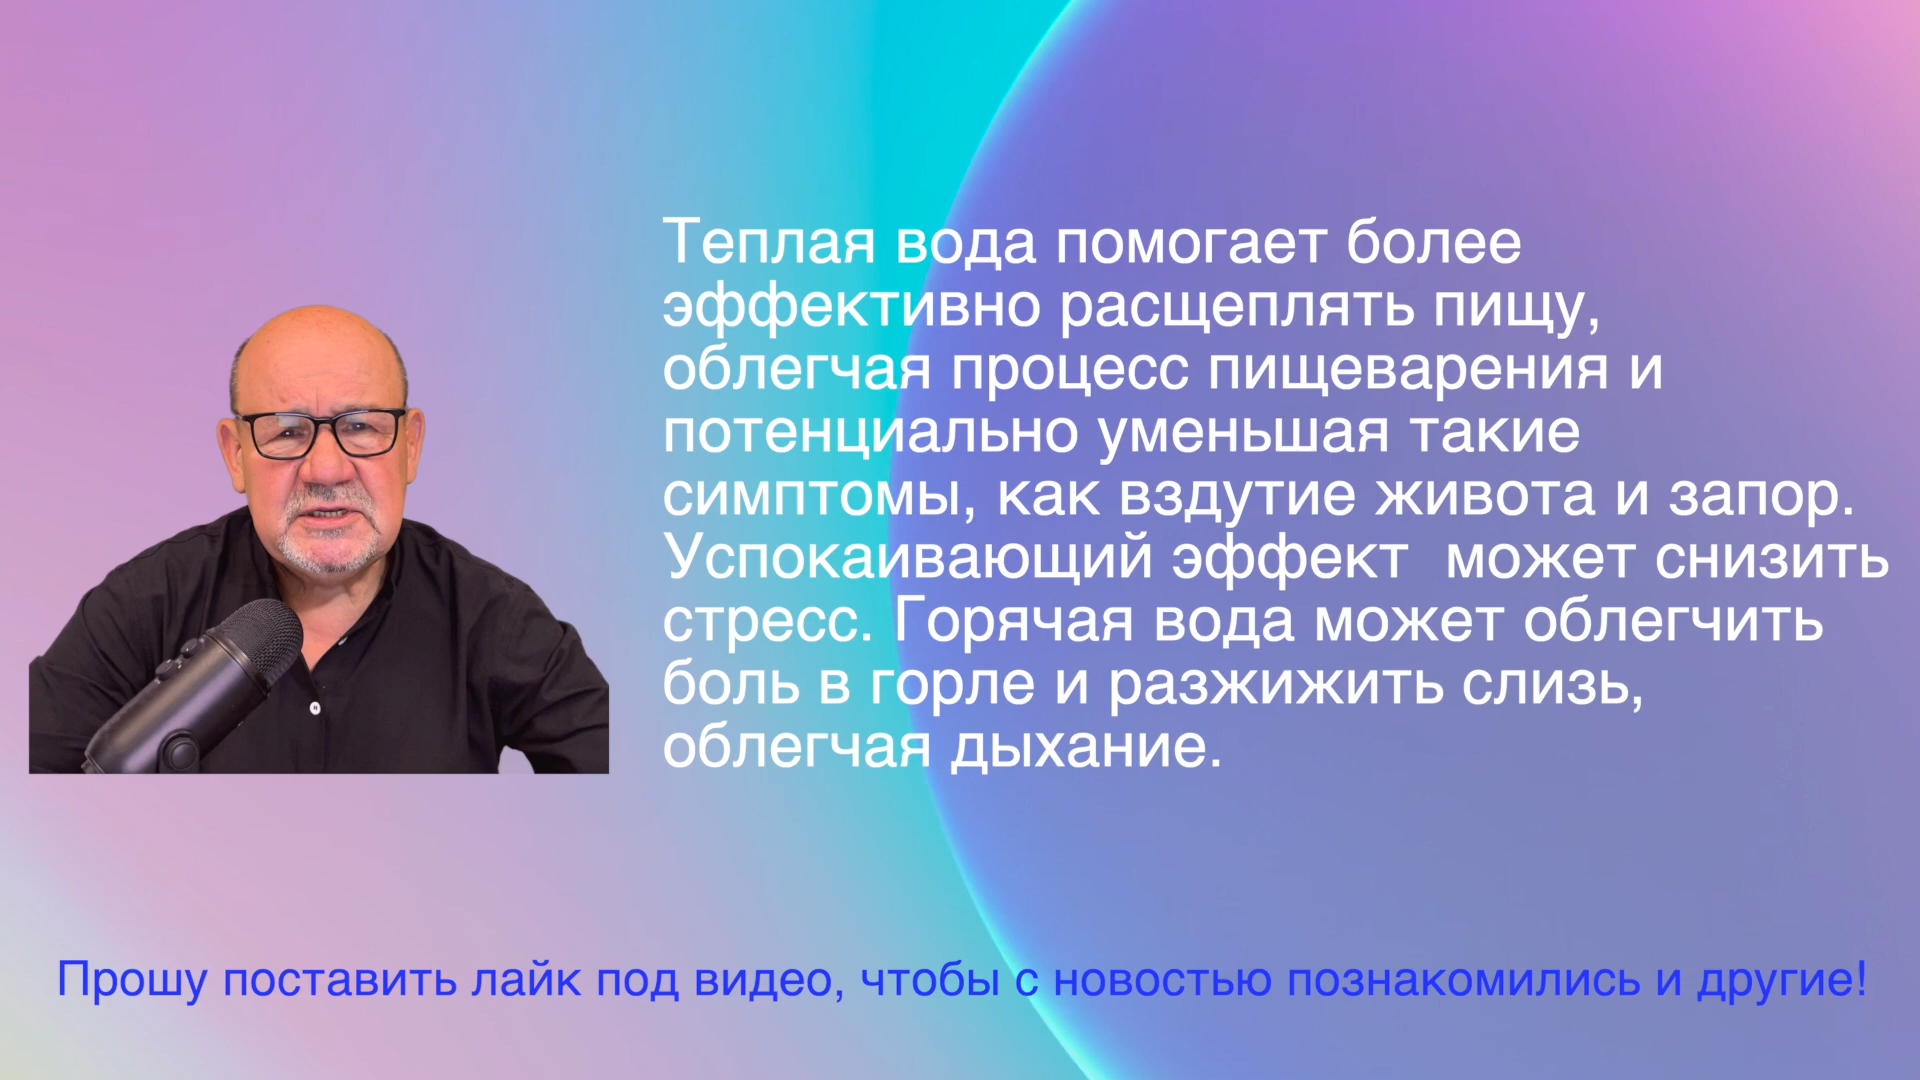 Теплая вода помогает более
эффективно расщеплять пищу,
облегчая процесс пищеварения и
потенциально уменьшая такие
симптомы, как вздутие живота и запор.
Успокаивающий эффект  может снизить
стресс. Горячая вода может облегчить
боль в горле и разжижить слизь,
облегчая дыхание.
Прошу поставить лайк под видео, чтобы с новостью познакомились и другие!